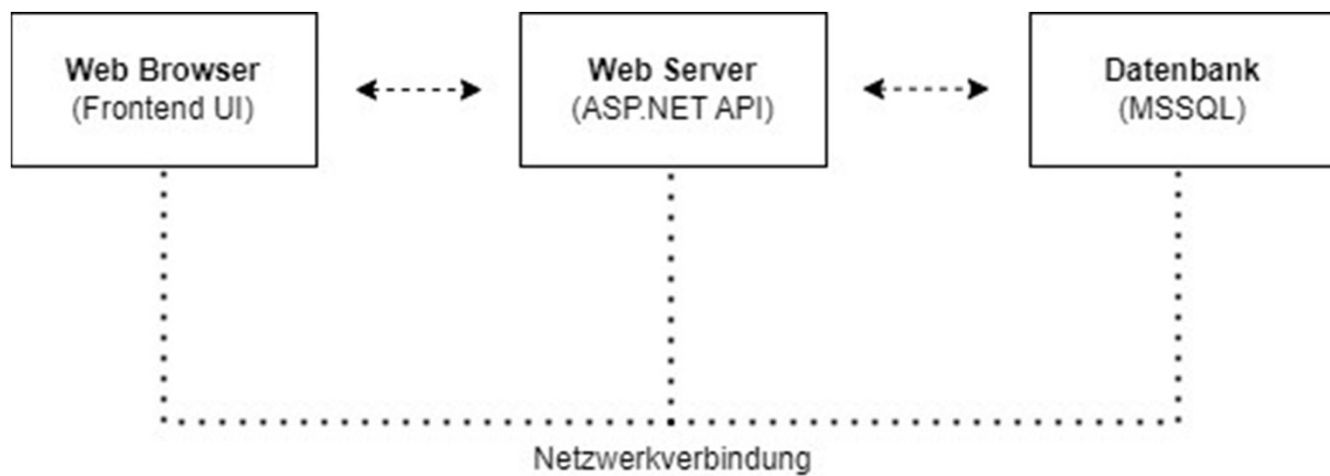 Web Browser
(Frontend UI)
Web Server
(ASP.NET API)
Datenbank
(MSSQL)
Netzwerkverbindung